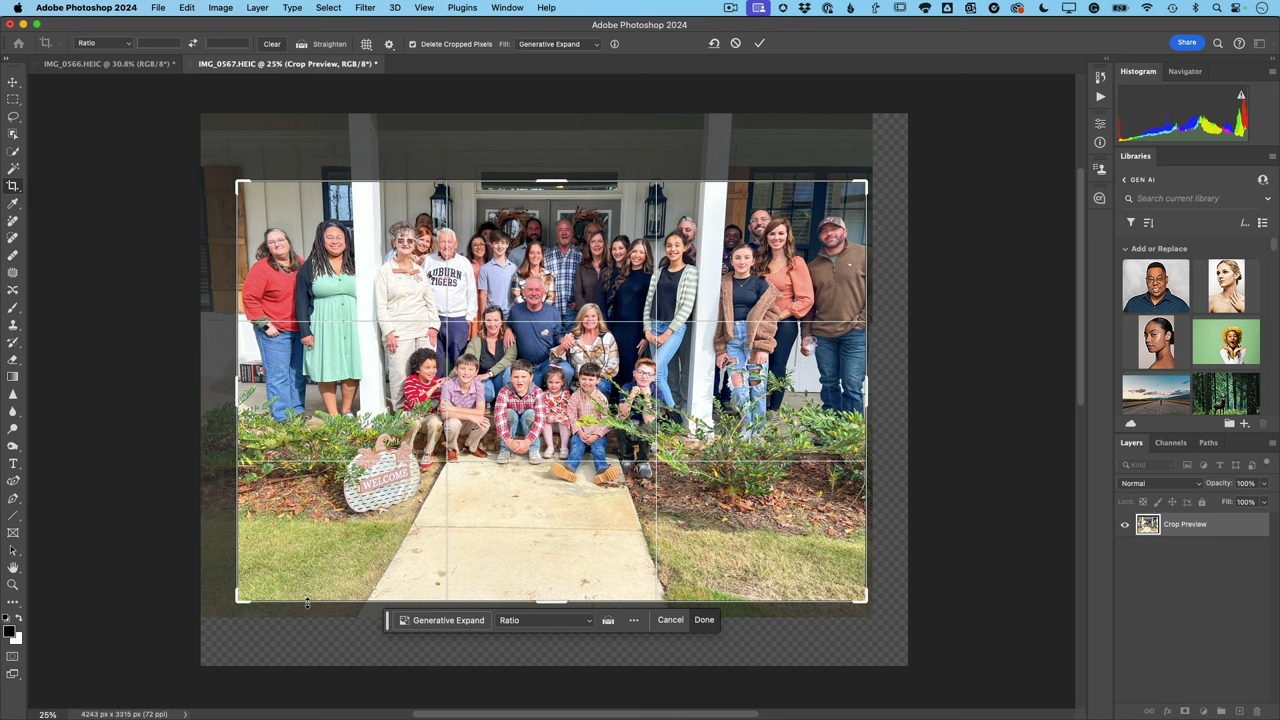 Adobe Photoshop 2024 File Edit Image Layer Type Select Filter 3D View Plugins Window Help
Adobe Photoshop 2024
Ratio Clear Straighten Delete Cropped Pixels Fill: Generative Expand Share
IMG_0566.HEIC @ 30.8% (RGB/8*) * IMG_0567.HEIC @ 25% (Crop Preview, RGB/8*) *
Histogram Navigator
Libraries
GEN AI
Search current library
Add or Replace
AUBURN
TIGERS
WELCOME
Layers Channels Paths
Kind
Normal Opacity: 100%
Lock: Fill: 100%
Crop Preview
Generative Expand Ratio Cancel Done
25% 4243 px x 3315 px (72 ppi)